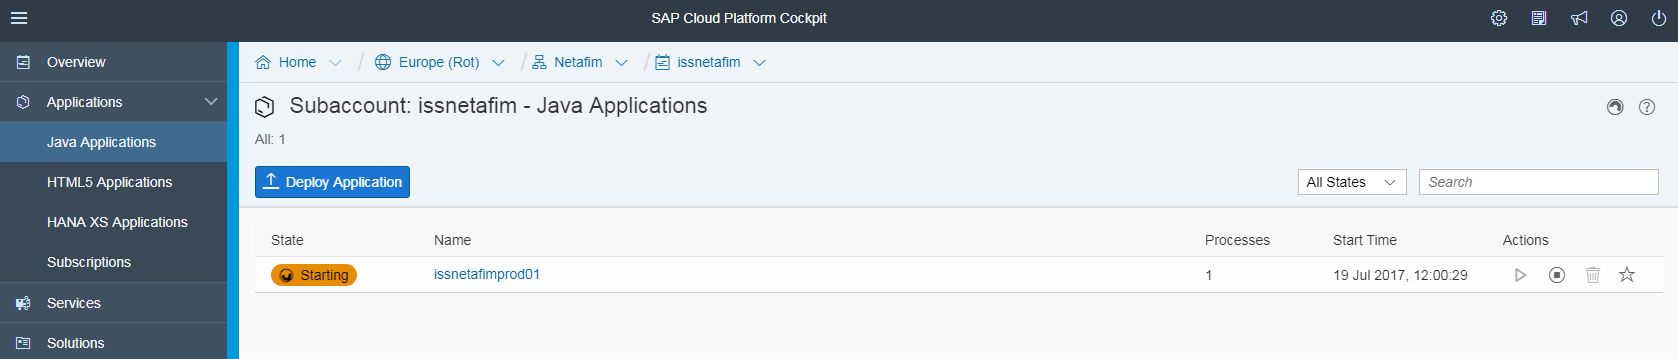 SAP Cloud Platform Cockpit
Overview
Applications
Java Applications
HTML5 Applications
HANA XS Applications
Subscriptions
Services
Solutions
Home / Europe (Rot) / Netafim / issnetafim
Subaccount: issnetafim - Java Applications
All: 1
Deploy Application
All States
Search
State Name Processes Start Time Actions
Starting issnetafimprod01 1 19 Jul 2017, 12:00:29